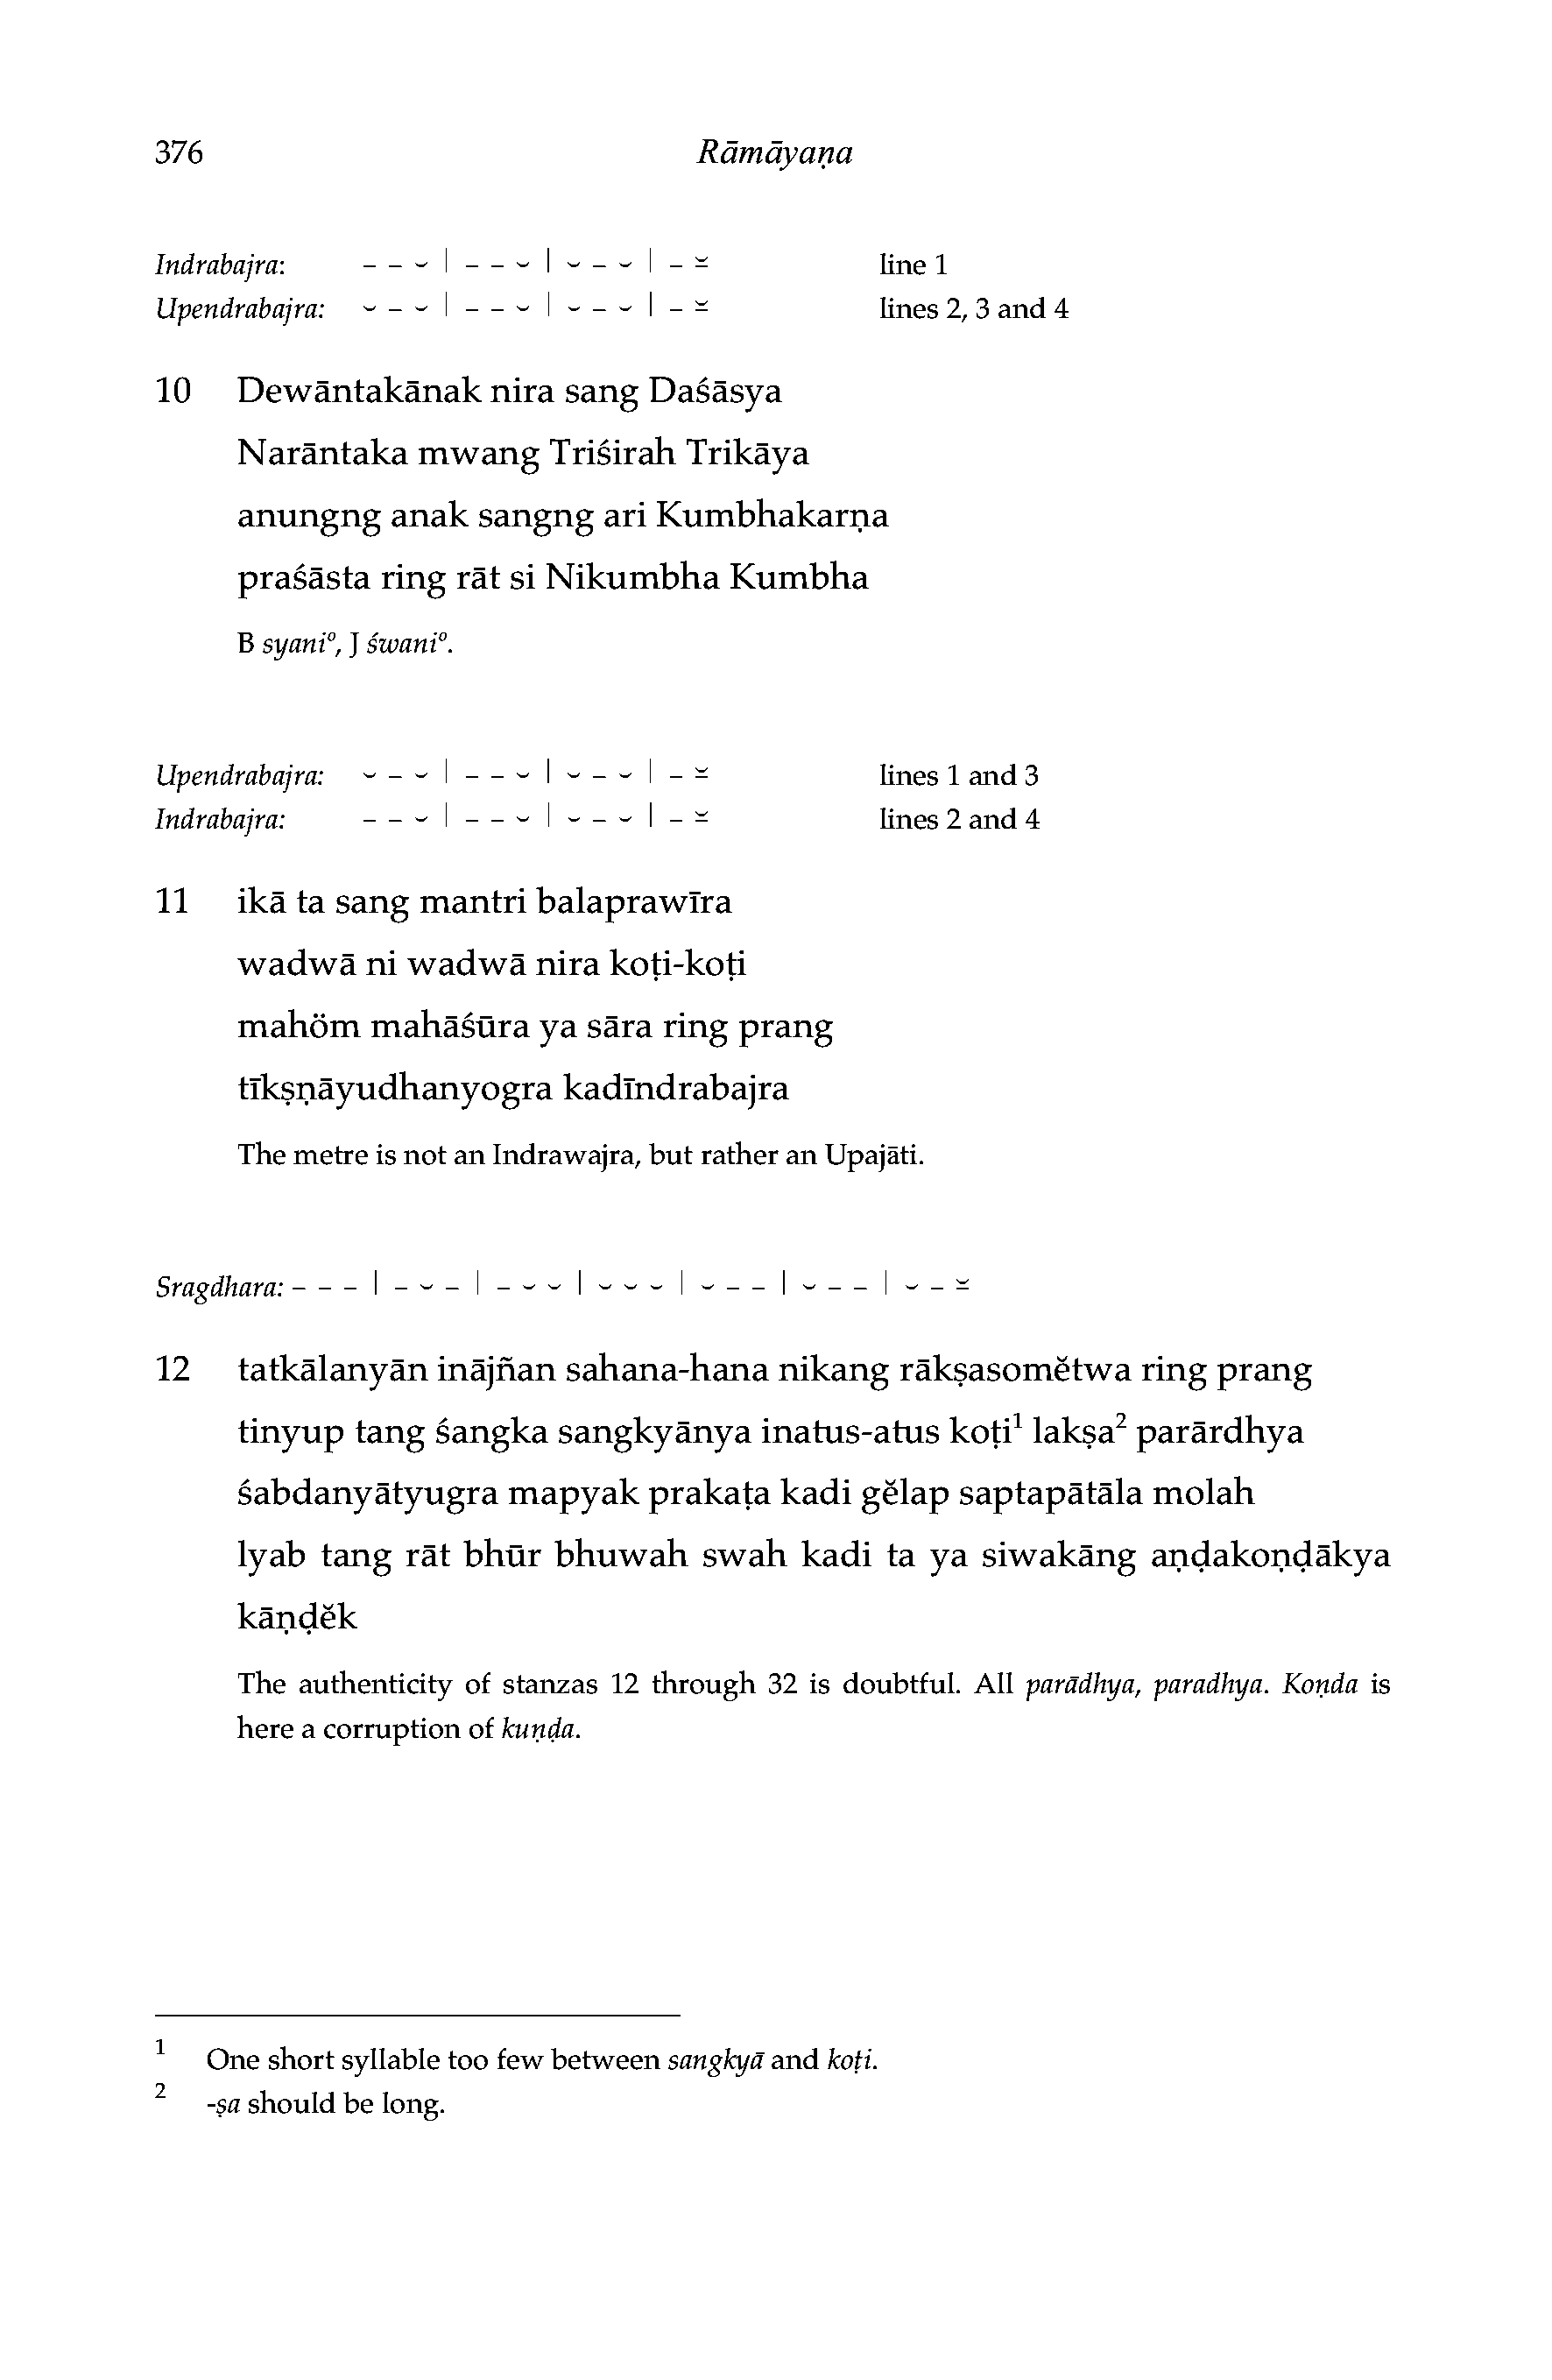 376 Rāmāyaṇa
Indrabajra: – – ⏑ | – – ⏑ | ⏑ – ⏑ | – ⏓ line 1
Upendrabajra: ⏑ – ⏑ | – – ⏑ | ⏑ – ⏑ | – ⏓ lines 2, 3 and 4
10 Dewāntakānak nira sang Daśāsya
Narāntaka mwang Triśirah Trikāya
anungng anak sangng ari Kumbhakarṇa
praśāsta ring rāt si Nikumbha Kumbha
B syaniº, J śwaniº.
Upendrabajra: ⏑ – ⏑ | – – ⏑ | ⏑ – ⏑ | – ⏓ lines 1 and 3
Indrabajra: – – ⏑ | – – ⏑ | ⏑ – ⏑ | – ⏓ lines 2 and 4
11 ikā ta sang mantri balaprawīra
wadwā ni wadwā nira koṭi-koṭi
mahöm mahāśūra ya sāra ring prang
tīkṣṇāyudhanyogra kadīndrabajra
The metre is not an Indrawajra, but rather an Upajāti.
Sragdhara: – – – | – ⏑ – | – ⏑ ⏑ | ⏑ ⏑ ⏑ | ⏑ – – | ⏑ – – | ⏑ – ⏓
12 tatkālanyān inājñan sahana-hana nikang rākṣasomĕtwa ring prang
tinyup tang śangka sangkyānya inatus-atus koṭi¹ lakṣa² parārdhya
śabdanyātyugra mapyak prakaṭa kadi gĕlap saptapātāla molah
lyab tang rāt bhūr bhuwah swah kadi ta ya siwakāng aṇḍakoṇḍākya
kāṇḍĕk
The authenticity of stanzas 12 through 32 is doubtful. All parādhya, paradhya. Koṇda is
here a corruption of kuṇḍa.
1 One short syllable too few between sangkyā and koṭi.
2 -ṣa should be long.